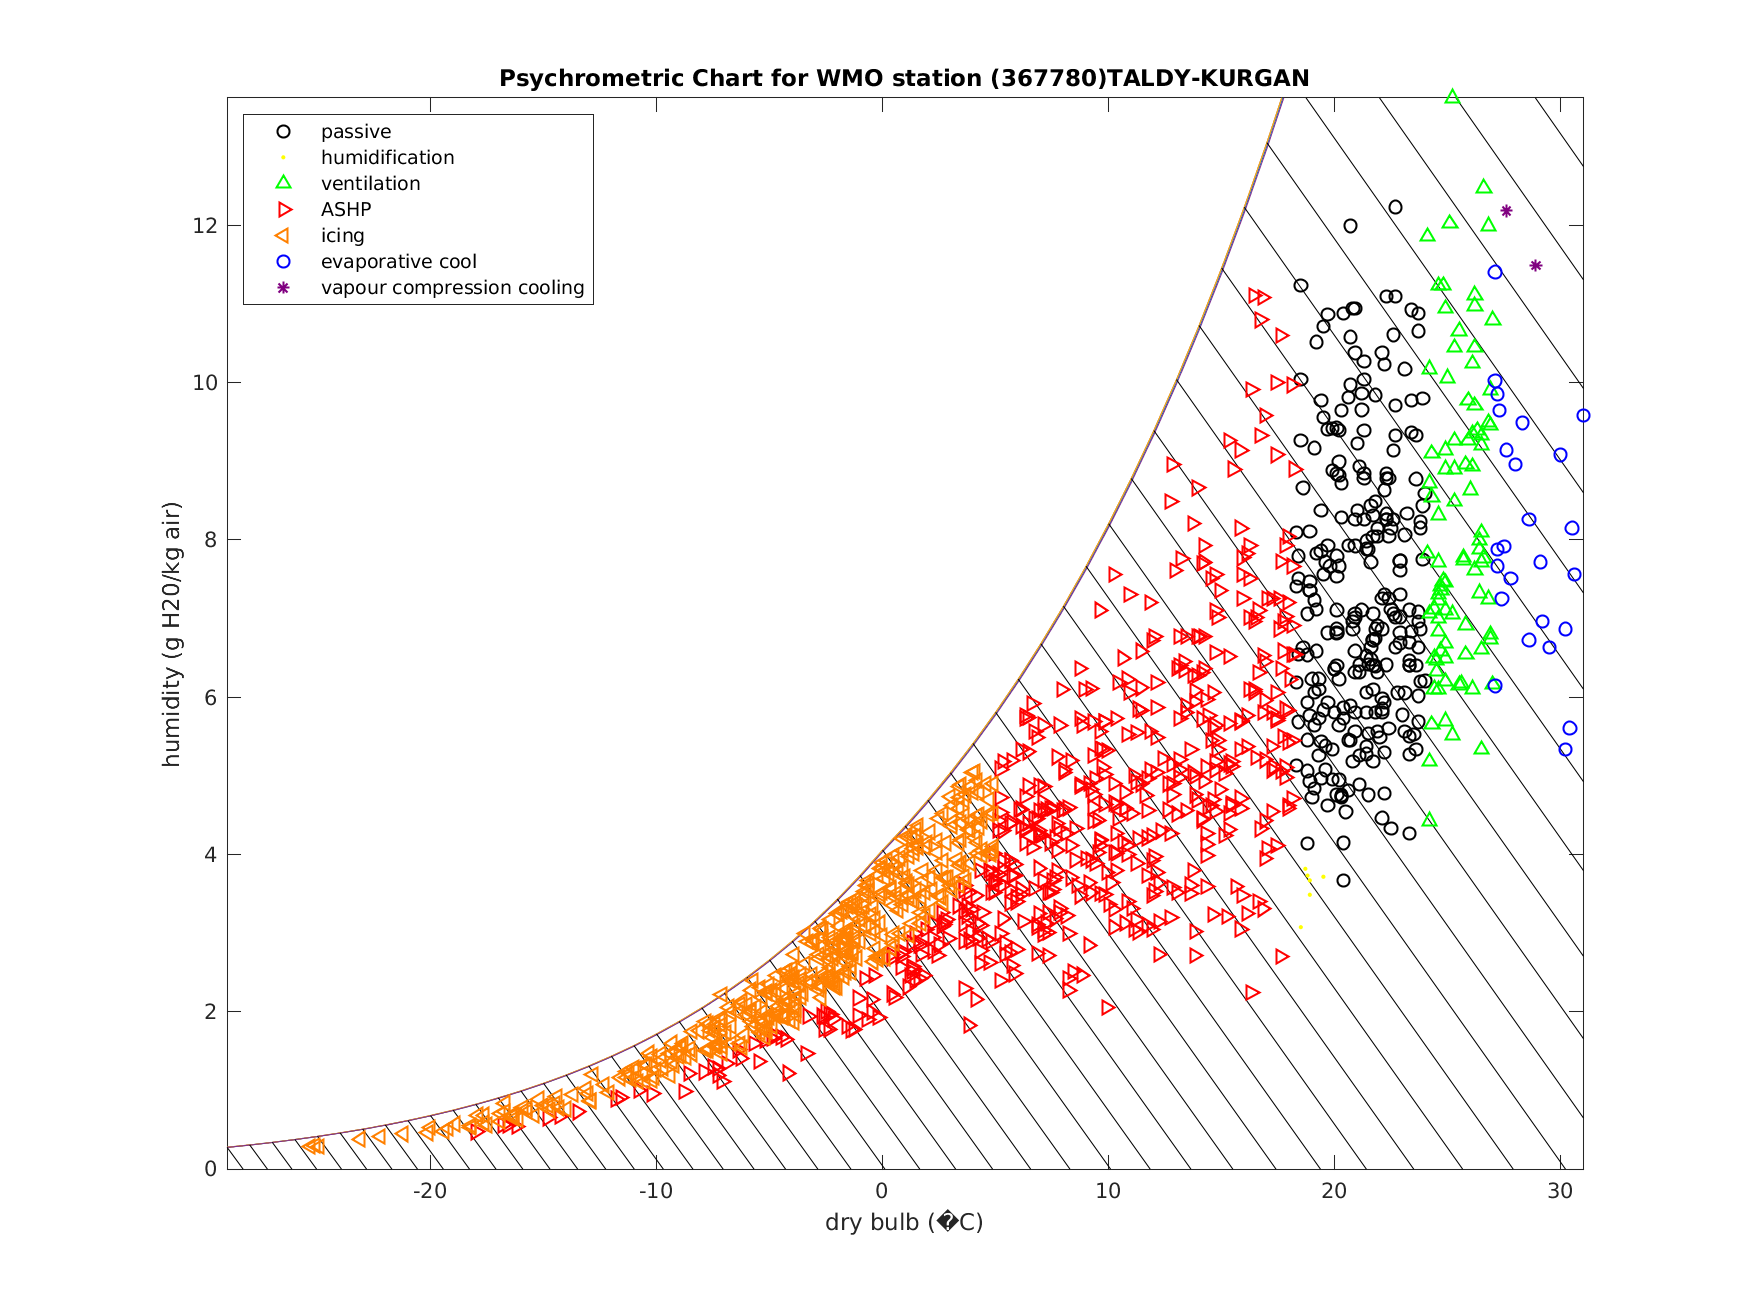 Psychrometric Chart for WMO station (367780)TALDY-KURGAN
passive
humidification
ventilation
ASHP
icing
evaporative cool
vapour compression cooling
humidity (g H20/kg air)
12
10
8
6
4
2
0
-20 -10 0 10 20 30
dry bulb (�C)